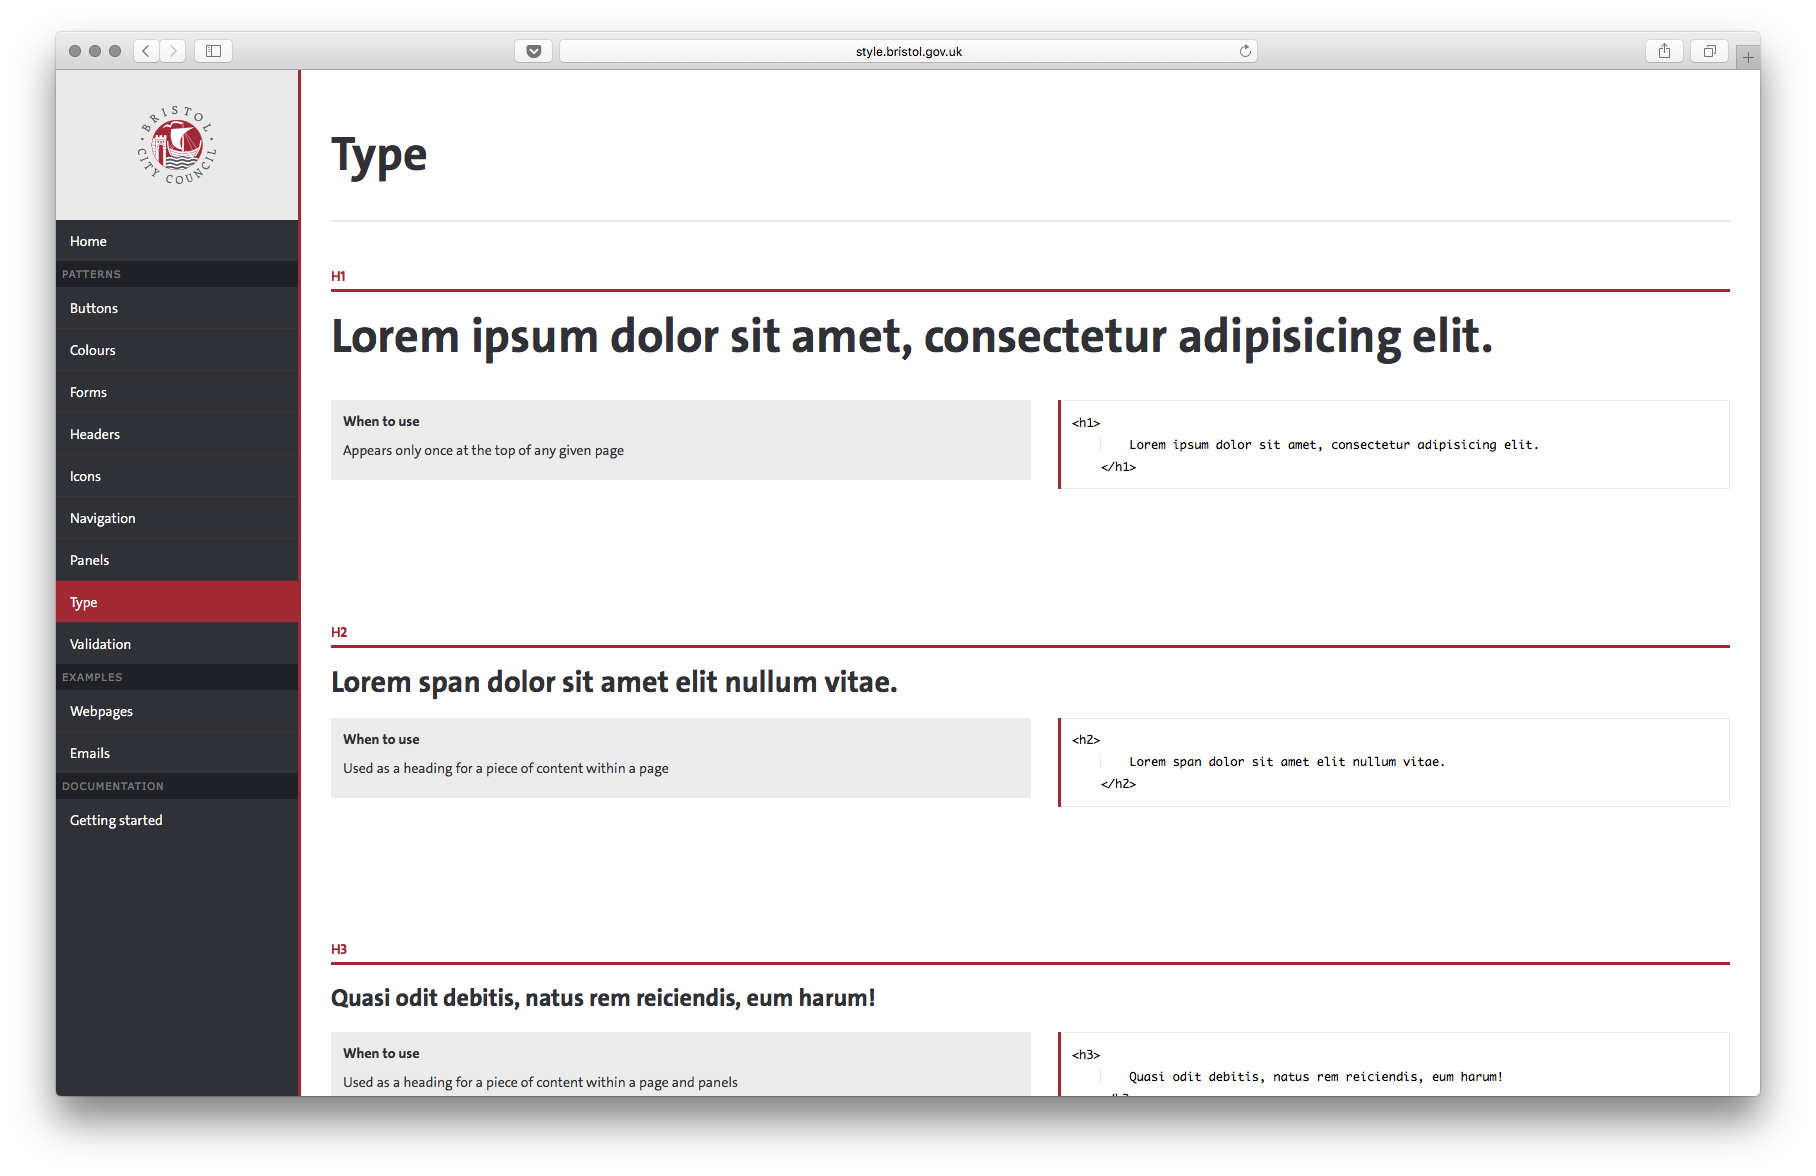 style.bristol.gov.uk
BRISTOL
CITY COUNCIL
Home
PATTERNS
Buttons
Colours
Forms
Headers
Icons
Navigation
Panels
Type
Validation
EXAMPLES
Webpages
Emails
DOCUMENTATION
Getting started
Type
H1
Lorem ipsum dolor sit amet, consectetur adipisicing elit.
When to use
Appears only once at the top of any given page
<h1>
Lorem ipsum dolor sit amet, consectetur adipisicing elit.
</h1>
H2
Lorem span dolor sit amet elit nullum vitae.
When to use
Used as a heading for a piece of content within a page
<h2>
Lorem span dolor sit amet elit nullum vitae.
</h2>
H3
Quasi odit debitis, natus rem reiciendis, eum harum!
When to use
Used as a heading for a piece of content within a page and panels
<h3>
Quasi odit debitis, natus rem reiciendis, eum harum!